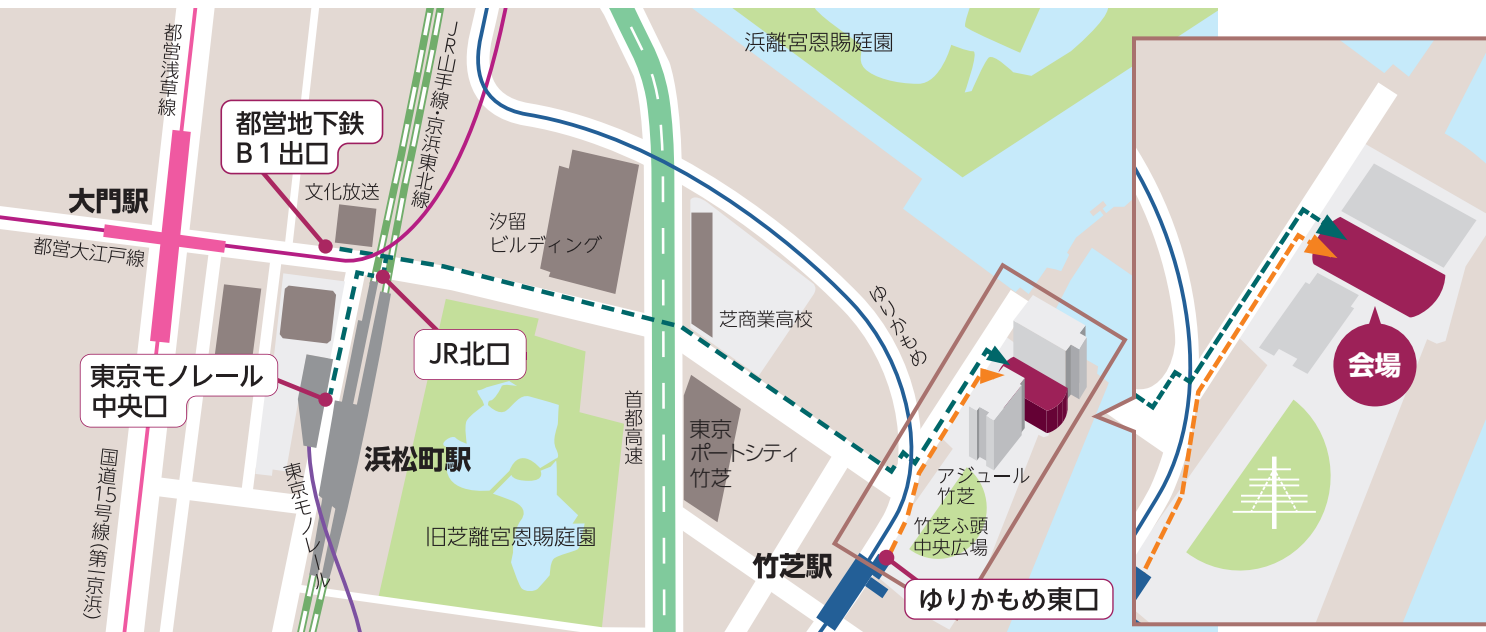 都営浅草線
JR山手線・京浜東北線
浜離宮恩賜庭園
都営地下鉄
B1出口
文化放送
大門駅
都営大江戸線
汐留
ビルディング
芝商業高校
ゆりかもめ
JR北口
東京モノレール
中央口
浜松町駅
首都高速
東京
ポートシティ
竹芝
アジュール
竹芝
竹芝ふ頭
中央広場
国道15号線(第一京浜)
東京モノレール
旧芝離宮恩賜庭園
竹芝駅
ゆりかもめ東口
会場